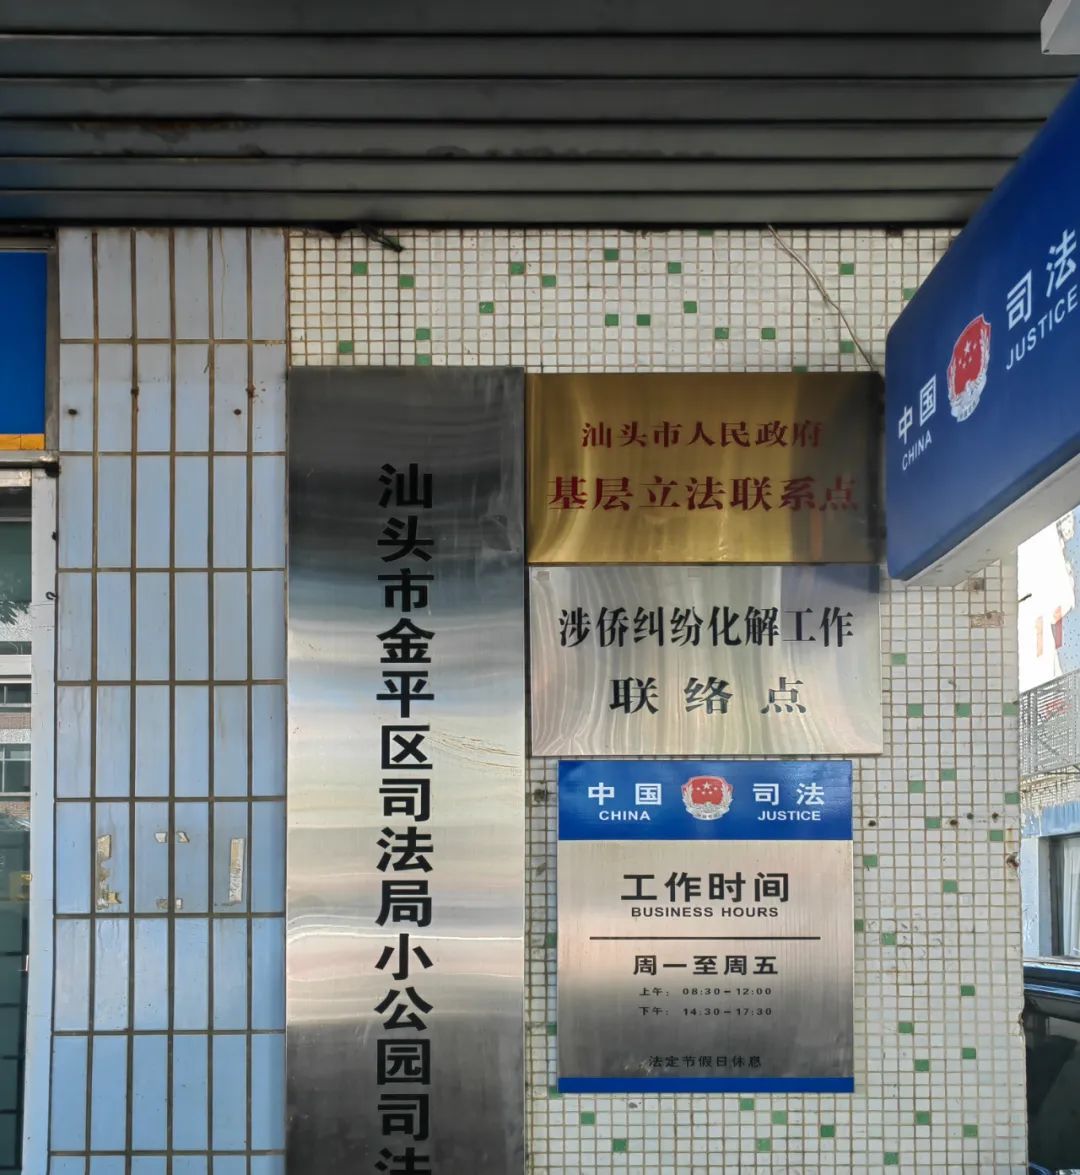 汕头市金平区司法局小公园司法
汕头市人民政府
基层立法联系点
涉侨纠纷化解工作
联络点
中国 司法
CHINA JUSTICE
工作时间
BUSINESS HOURS
周一至周五
上午：08:30-12:00
下午：14:30-17:30
法定节假日休息
中国 司法
CHINA JUSTICE